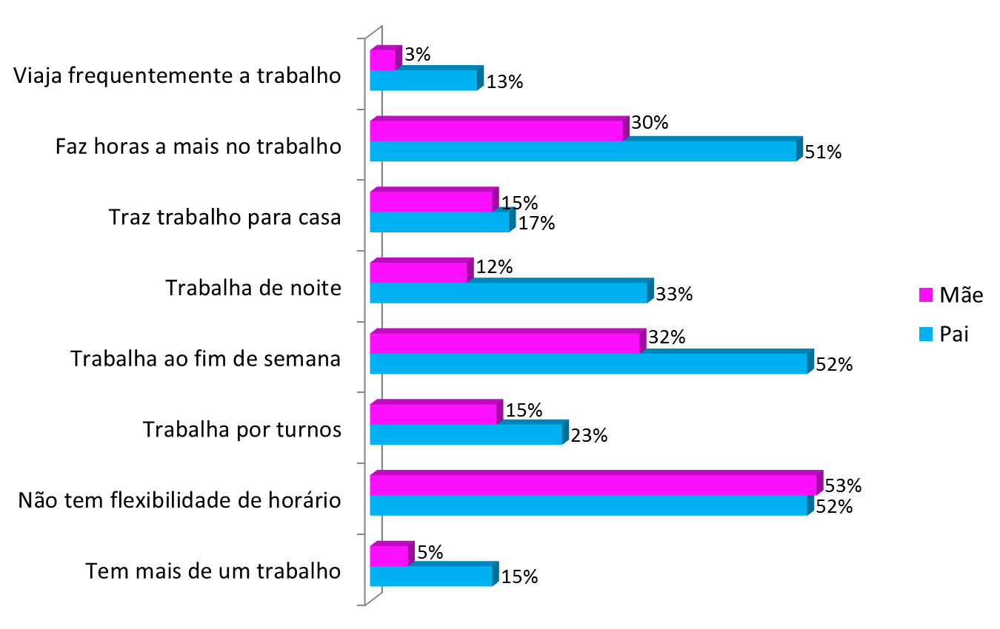 Viaja frequentemente a trabalho
3%
13%
Faz horas a mais no trabalho
30%
51%
Traz trabalho para casa
15%
17%
Trabalha de noite
12%
33%
Trabalha ao fim de semana
32%
52%
Trabalha por turnos
15%
23%
Não tem flexibilidade de horário
53%
52%
Tem mais de um trabalho
5%
15%
Mãe
Pai